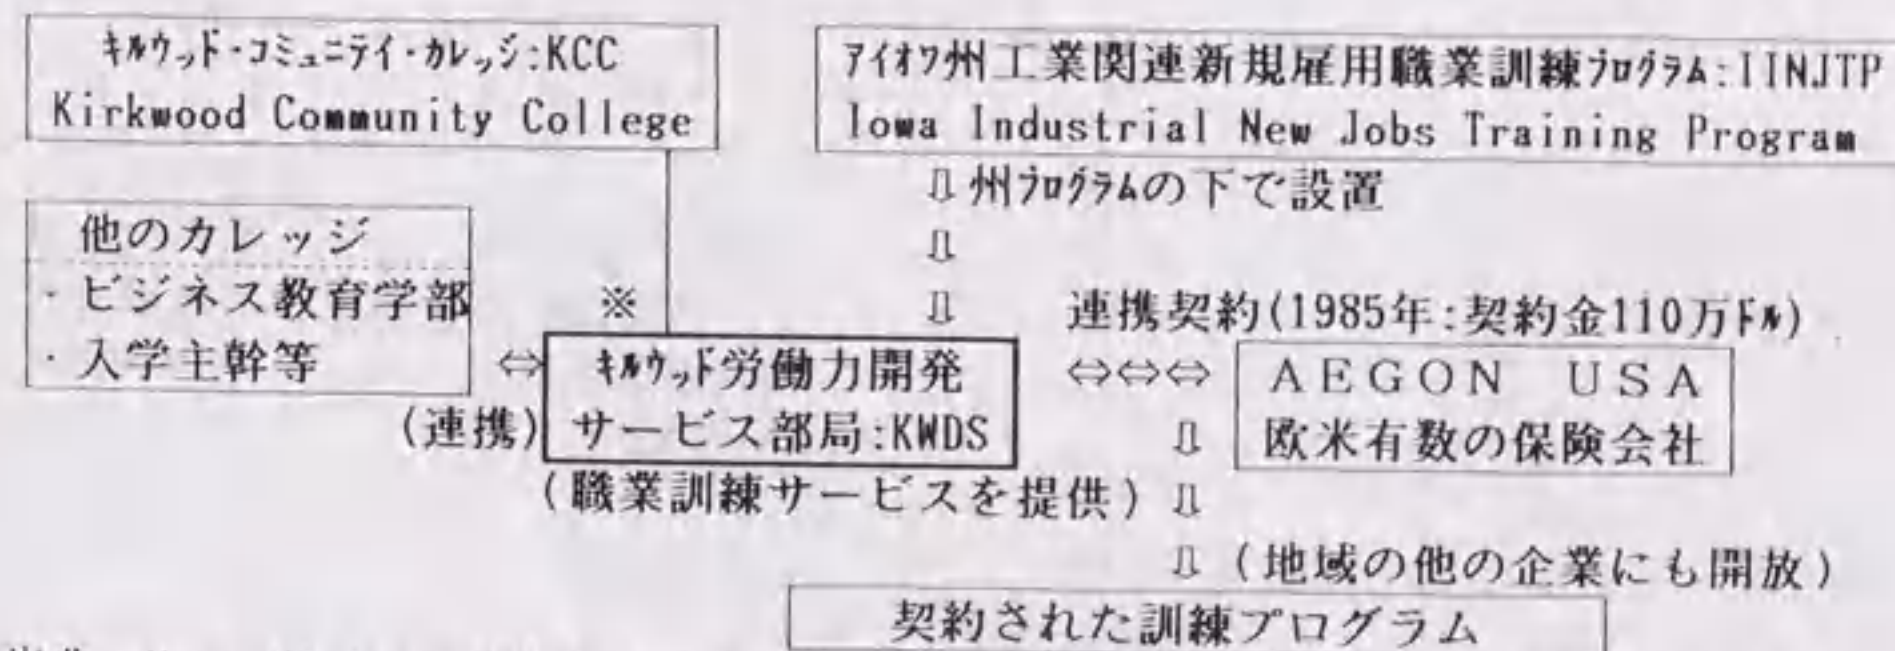 キルウッド・コミュニテイ・カレッジ:KCC
Kirkwood Community College
アイオワ州工業関連新規雇用職業訓練プログラム:IINJTP
Iowa Industrial New Jobs Training Program
⇩州プログラムの下で設置
⇩
⇩
他のカレッジ
・ビジネス教育学部
・入学主幹等
※
連携契約(1985年:契約金110万ドル)
⇔
キルウッド労働力開発
サービス部局:KWDS
(連携)
(職業訓練サービスを提供)
⇔⇔⇔
AEGON USA
欧米有数の保険会社
⇩
⇩
⇩(地域の他の企業にも開放)
契約された訓練プログラム